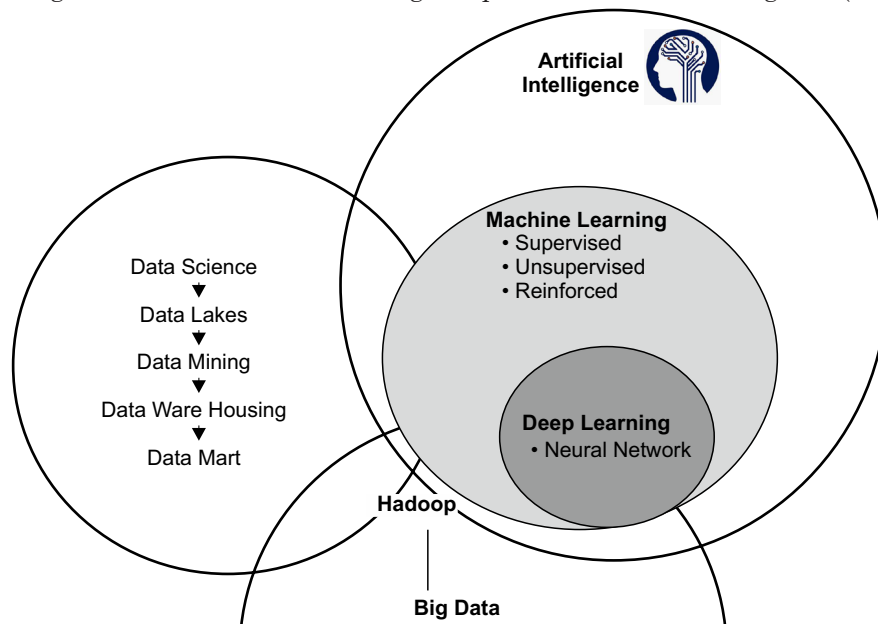 Artificial
Intelligence
Machine Learning
• Supervised
• Unsupervised
• Reinforced
Data Science
Data Lakes
Data Mining
Data Ware Housing
Data Mart
Deep Learning
• Neural Network
Hadoop
Big Data